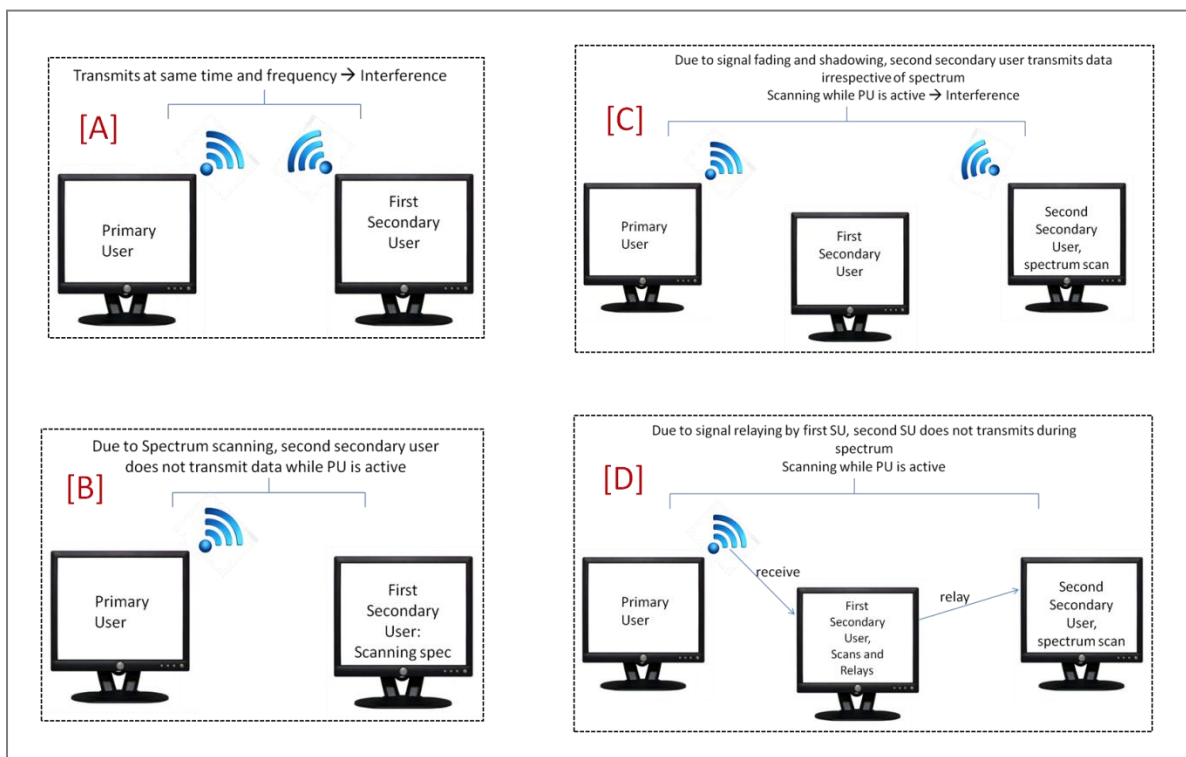 Transmits at same time and frequency → Interference
[A]
Primary
User
First
Secondary
User
Due to signal fading and shadowing, second secondary user transmits data
irrespective of spectrum
Scanning while PU is active → Interference
[C]
Primary
User
First
Secondary
User
Second
Secondary
User,
spectrum scan
Due to Spectrum scanning, second secondary user
does not transmit data while PU is active
[B]
Primary
User
First
Secondary
User:
Scanning spec
Due to signal relaying by first SU, second SU does not transmits during
spectrum
Scanning while PU is active
[D]
Primary
User
receive
First
Secondary
User,
Scans and
Relays
relay
Second
Secondary
User,
spectrum scan